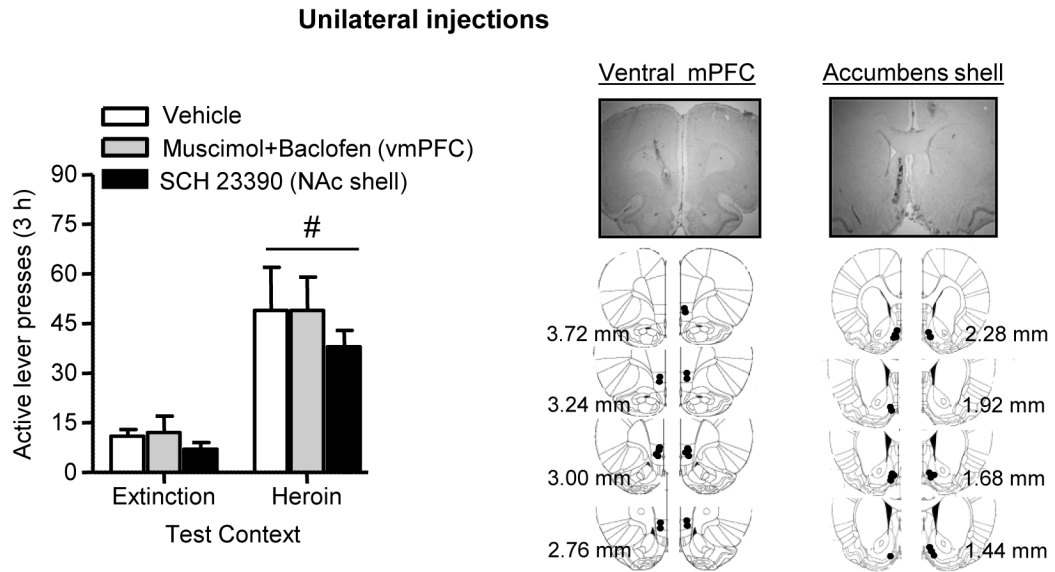 Unilateral injections
Vehicle
Muscimol+Baclofen (vmPFC)
SCH 23390 (NAc shell)
Active lever presses (3 h)
90
75
60
45
30
15
0
#
Extinction
Heroin
Test Context
Ventral mPFC
3.72 mm
3.24 mm
3.00 mm
2.76 mm
Accumbens shell
2.28 mm
1.92 mm
1.68 mm
1.44 mm